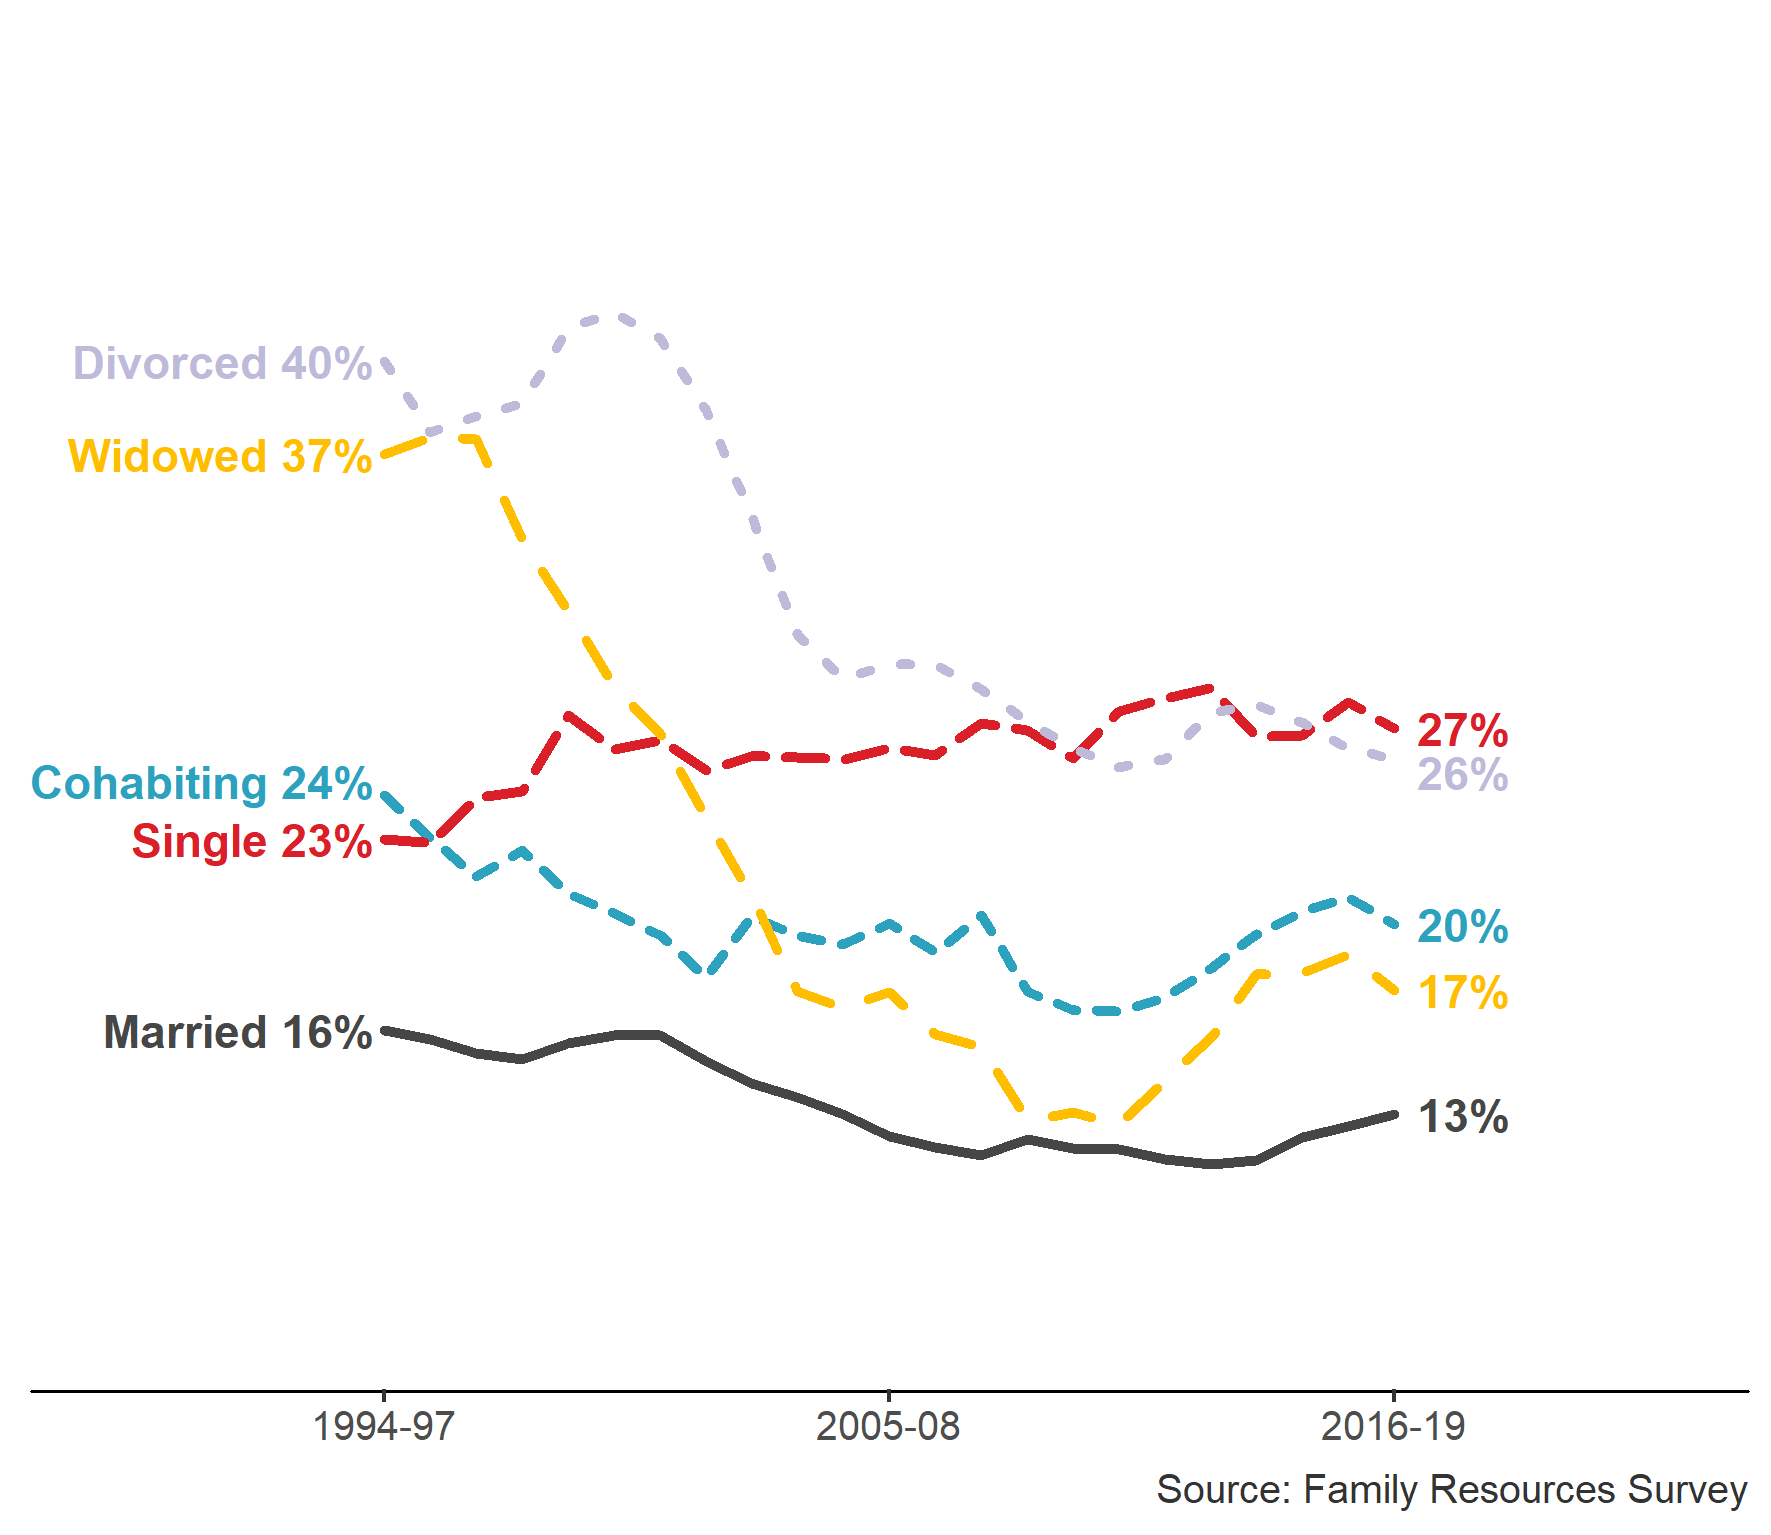 Divorced 40%
Widowed 37%
27%
26%
Cohabiting 24%
Single 23%
20%
17%
Married 16%
13%
1994-97 2005-08 2016-19
Source: Family Resources Survey